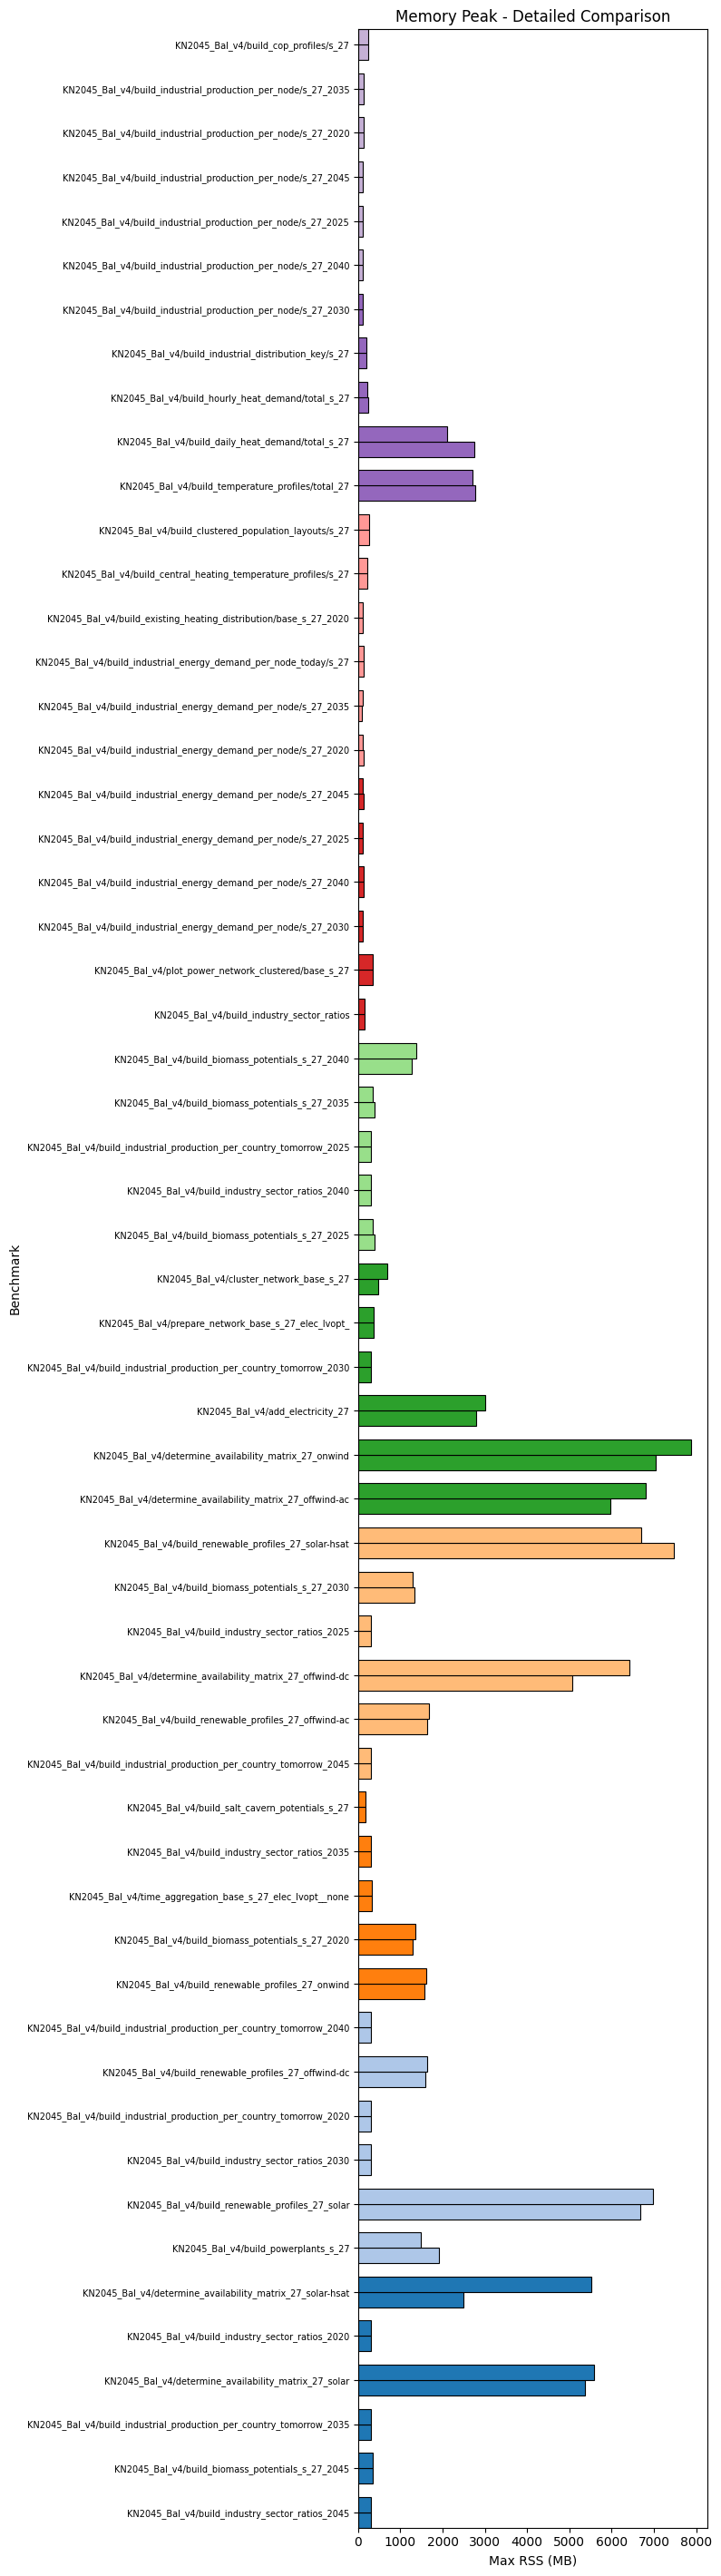 Memory Peak - Detailed Comparison
KN2045_Bal_v4/build_cop_profiles/s_27
KN2045_Bal_v4/build_industrial_production_per_node/s_27_2035
KN2045_Bal_v4/build_industrial_production_per_node/s_27_2020
KN2045_Bal_v4/build_industrial_production_per_node/s_27_2045
KN2045_Bal_v4/build_industrial_production_per_node/s_27_2025
KN2045_Bal_v4/build_industrial_production_per_node/s_27_2040
KN2045_Bal_v4/build_industrial_production_per_node/s_27_2030
KN2045_Bal_v4/build_industrial_distribution_key/s_27
KN2045_Bal_v4/build_hourly_heat_demand/total_s_27
KN2045_Bal_v4/build_daily_heat_demand/total_s_27
KN2045_Bal_v4/build_temperature_profiles/total_27
KN2045_Bal_v4/build_clustered_population_layouts/s_27
KN2045_Bal_v4/build_central_heating_temperature_profiles/s_27
KN2045_Bal_v4/build_existing_heating_distribution/base_s_27_2020
KN2045_Bal_v4/build_industrial_energy_demand_per_node_today/s_27
KN2045_Bal_v4/build_industrial_energy_demand_per_node/s_27_2035
KN2045_Bal_v4/build_industrial_energy_demand_per_node/s_27_2020
KN2045_Bal_v4/build_industrial_energy_demand_per_node/s_27_2045
KN2045_Bal_v4/build_industrial_energy_demand_per_node/s_27_2025
KN2045_Bal_v4/build_industrial_energy_demand_per_node/s_27_2040
KN2045_Bal_v4/build_industrial_energy_demand_per_node/s_27_2030
KN2045_Bal_v4/plot_power_network_clustered/base_s_27
KN2045_Bal_v4/build_industry_sector_ratios
KN2045_Bal_v4/build_biomass_potentials_s_27_2040
KN2045_Bal_v4/build_biomass_potentials_s_27_2035
KN2045_Bal_v4/build_industrial_production_per_country_tomorrow_2025
KN2045_Bal_v4/build_industry_sector_ratios_2040
KN2045_Bal_v4/build_biomass_potentials_s_27_2025
KN2045_Bal_v4/cluster_network_base_s_27
KN2045_Bal_v4/prepare_network_base_s_27_elec_lvopt_
KN2045_Bal_v4/build_industrial_production_per_country_tomorrow_2030
KN2045_Bal_v4/add_electricity_27
KN2045_Bal_v4/determine_availability_matrix_27_onwind
KN2045_Bal_v4/determine_availability_matrix_27_offwind-ac
KN2045_Bal_v4/build_renewable_profiles_27_solar-hsat
KN2045_Bal_v4/build_biomass_potentials_s_27_2030
KN2045_Bal_v4/build_industry_sector_ratios_2025
KN2045_Bal_v4/determine_availability_matrix_27_offwind-dc
KN2045_Bal_v4/build_renewable_profiles_27_offwind-ac
KN2045_Bal_v4/build_industrial_production_per_country_tomorrow_2045
KN2045_Bal_v4/build_salt_cavern_potentials_s_27
KN2045_Bal_v4/build_industry_sector_ratios_2035
KN2045_Bal_v4/time_aggregation_base_s_27_elec_lvopt__none
KN2045_Bal_v4/build_biomass_potentials_s_27_2020
KN2045_Bal_v4/build_renewable_profiles_27_onwind
KN2045_Bal_v4/build_industrial_production_per_country_tomorrow_2040
KN2045_Bal_v4/build_renewable_profiles_27_offwind-dc
KN2045_Bal_v4/build_industrial_production_per_country_tomorrow_2020
KN2045_Bal_v4/build_industry_sector_ratios_2030
KN2045_Bal_v4/build_renewable_profiles_27_solar
KN2045_Bal_v4/build_powerplants_s_27
KN2045_Bal_v4/determine_availability_matrix_27_solar-hsat
KN2045_Bal_v4/build_industry_sector_ratios_2020
KN2045_Bal_v4/determine_availability_matrix_27_solar
KN2045_Bal_v4/build_industrial_production_per_country_tomorrow_2035
KN2045_Bal_v4/build_biomass_potentials_s_27_2045
KN2045_Bal_v4/build_industry_sector_ratios_2045
Benchmark
0 1000 2000 3000 4000 5000 6000 7000 8000
Max RSS (MB)